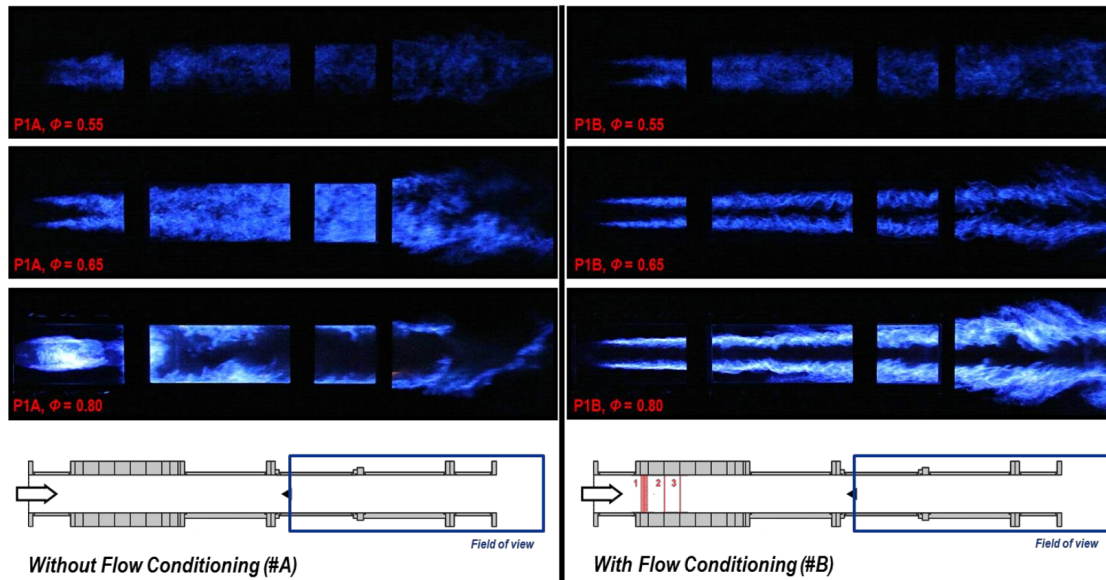 P1A, Φ = 0.55
P1B, Φ = 0.55
P1A, Φ = 0.65
P1B, Φ = 0.65
P1A, Φ = 0.80
P1B, Φ = 0.80
1 2 3
Field of view
Field of view
Without Flow Conditioning (#A)
With Flow Conditioning (#B)